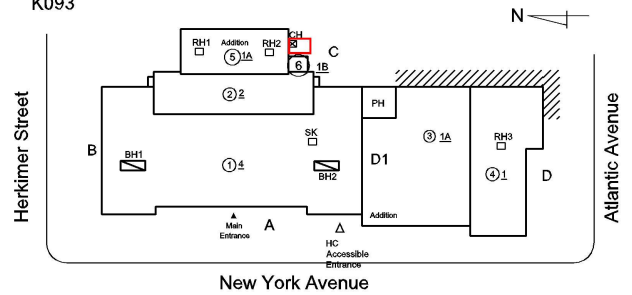 K093
N
CH
RH1
Addition
RH2
5 1A
C
6
1B
2 2
PH
Herkimer Street
Atlantic Avenue
SK
3 1A
RH3
B
BH1
D1
1 4
BH2
4 1
D
Addition
Main
Entrance
A
HC
Accessible
Entrance
New York Avenue